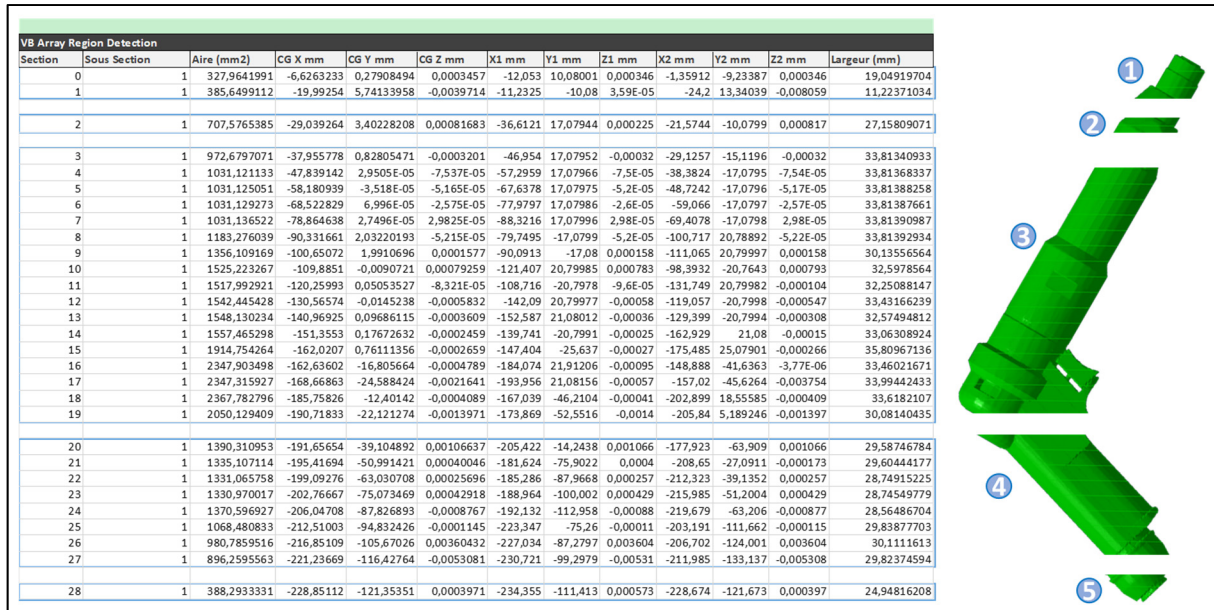 VB Array Region Detection
Section Sous Section Aire (mm2) CG X mm CG Y mm CG Z mm X1 mm Y1 mm Z1 mm X2 mm Y2 mm Z2 mm Largeur (mm)
0 1 327,9641991 -6,6263233 0,27908494 0,0003457 -12,053 10,08001 0,000346 -1,35912 -9,23387 0,000346 19,04919704
1 1 385,6499112 -19,99254 5,74133958 -0,0039714 -11,2325 -10,08 3,59E-05 -24,2 13,34039 -0,008059 11,22371034
2 1 707,5765385 -29,039264 3,40228208 0,00081683 -36,6121 17,07944 0,000225 -21,5744 -10,0799 0,000817 27,15809071
3 1 972,6797071 -37,955778 0,82805471 -0,0003201 -46,954 17,07952 -0,00032 -29,1257 -15,1196 -0,00032 33,81340933
4 1 1031,121133 -47,839142 2,9505E-05 -7,537E-05 -57,2959 17,07966 -7,5E-05 -38,3824 -17,0795 -7,54E-05 33,81368337
5 1 1031,125051 -58,180939 -3,518E-05 -5,165E-05 -67,6378 17,07975 -5,2E-05 -48,7242 -17,0796 -5,17E-05 33,81388258
6 1 1031,129273 -68,522829 6,996E-05 -2,575E-05 -77,9797 17,07986 -2,6E-05 -59,066 -17,0797 -2,57E-05 33,81387661
7 1 1031,136522 -78,864638 2,7496E-05 2,9825E-05 -88,3216 17,07996 2,98E-05 -69,4078 -17,0798 2,98E-05 33,81390987
8 1 1183,276039 -90,331661 2,03220193 -5,215E-05 -79,7495 -17,0799 -5,2E-05 -100,717 20,78892 -5,22E-05 33,81392934
9 1 1356,109169 -100,65072 1,9910696 0,0001577 -90,0913 -17,08 0,000158 -111,065 20,79997 0,000158 30,13556564
10 1 1525,223267 -109,8851 -0,0090721 0,00079259 -121,407 20,79985 0,000783 -98,3932 -20,7643 0,000793 32,5978564
11 1 1517,992921 -120,25993 0,05053527 -8,321E-05 -108,716 -20,7978 -9,6E-05 -131,749 20,79982 -0,000104 32,25088147
12 1 1542,445428 -130,56574 -0,0145238 -0,0005832 -142,09 20,79977 -0,00058 -119,057 -20,7998 -0,000547 33,43166239
13 1 1548,130234 -140,96925 0,09686115 -0,0003609 -152,587 21,08012 -0,00036 -129,399 -20,7994 -0,000308 32,57494812
14 1 1557,465298 -151,3553 0,17672632 -0,0002459 -139,741 -20,7991 -0,00025 -162,929 21,08 -0,00015 33,06308924
15 1 1914,754264 -162,0207 0,76111356 -0,0002659 -147,404 -25,637 -0,00027 -175,485 25,07901 -0,000266 35,80967136
16 1 2347,903498 -162,63602 -16,805664 -0,0004789 -184,074 21,91206 -0,00095 -148,888 -41,6363 -3,77E-06 33,46021671
17 1 2347,315927 -168,66863 -24,588424 -0,0021641 -193,956 21,08156 -0,00057 -157,02 -45,6264 -0,003754 33,99442433
18 1 2367,782796 -185,75826 -12,40142 -0,0004089 -167,039 -46,2104 -0,00041 -202,899 18,55585 -0,000409 33,6182107
19 1 2050,129409 -190,71833 -22,121274 -0,0013971 -173,869 -52,5516 -0,0014 -205,84 5,189246 -0,001397 30,08140435
20 1 1390,310953 -191,65654 -39,104892 0,00106637 -205,422 -14,2438 0,001066 -177,923 -63,909 0,001066 29,58746784
21 1 1335,107114 -195,41694 -50,991421 0,00040046 -181,624 -75,9022 0,0004 -208,65 -27,0911 -0,000173 29,60444177
22 1 1331,065758 -199,09276 -63,030708 0,00025696 -185,286 -87,9668 0,000257 -212,323 -39,1352 0,000257 28,74915225
23 1 1330,970017 -202,76667 -75,073469 0,00042918 -188,964 -100,002 0,000429 -215,985 -51,2004 0,000429 28,74549779
24 1 1370,596927 -206,04708 -87,826893 -0,0008767 -192,132 -112,958 -0,00088 -219,679 -63,206 -0,000877 28,56486704
25 1 1068,480833 -212,51003 -94,832426 -0,0001145 -223,347 -75,26 -0,00011 -203,191 -111,662 -0,000115 29,83877703
26 1 980,7859516 -216,85109 -105,67026 0,00360432 -227,034 -87,2797 0,003604 -206,702 -124,001 0,003604 30,1111613
27 1 896,2595563 -221,23669 -116,42764 -0,0053081 -230,721 -99,2979 -0,00531 -211,985 -133,137 -0,005308 29,82374594
28 1 388,2933331 -228,85112 -121,35351 0,0003971 -234,355 -111,413 0,000573 -228,674 -121,673 0,000397 24,94816208
1
2
3
4
5